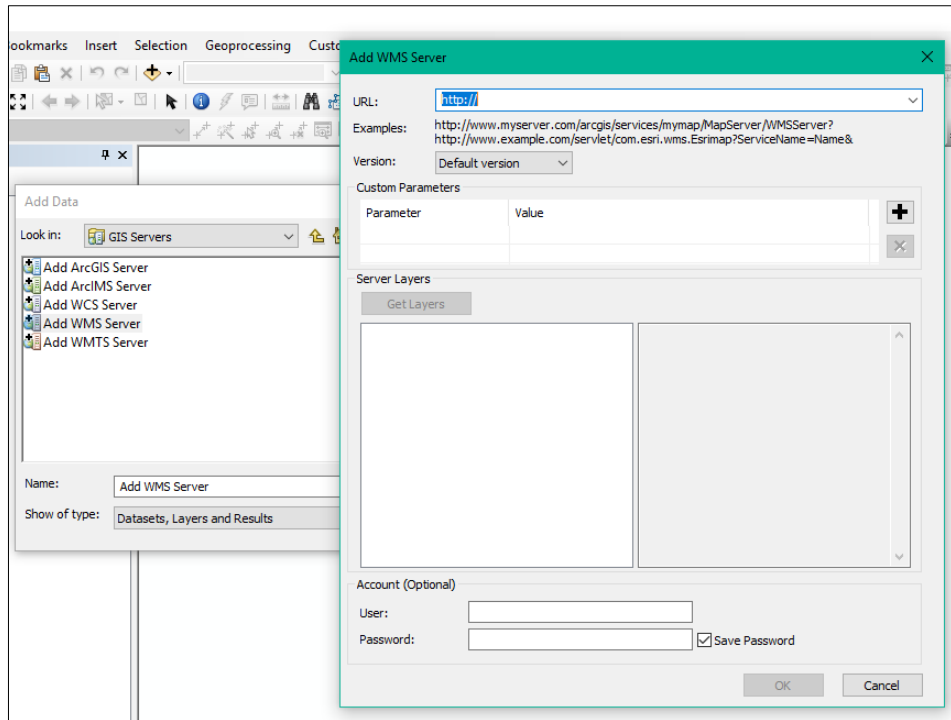 ookmarks Insert Selection Geoprocessing Custo
Add WMS Server
URL: http://
Examples: http://www.myserver.com/arcgis/services/mymap/MapServer/WMSServer?
http://www.example.com/servlet/com.esri.wms.Esrimap?ServiceName=Name&
Version: Default version
Custom Parameters
Parameter Value
Server Layers
Get Layers
Account (Optional)
User:
Password: Save Password
OK Cancel
Add Data
Look in: GIS Servers
Add ArcGIS Server
Add ArcIMS Server
Add WCS Server
Add WMS Server
Add WMTS Server
Name: Add WMS Server
Show of type: Datasets, Layers and Results